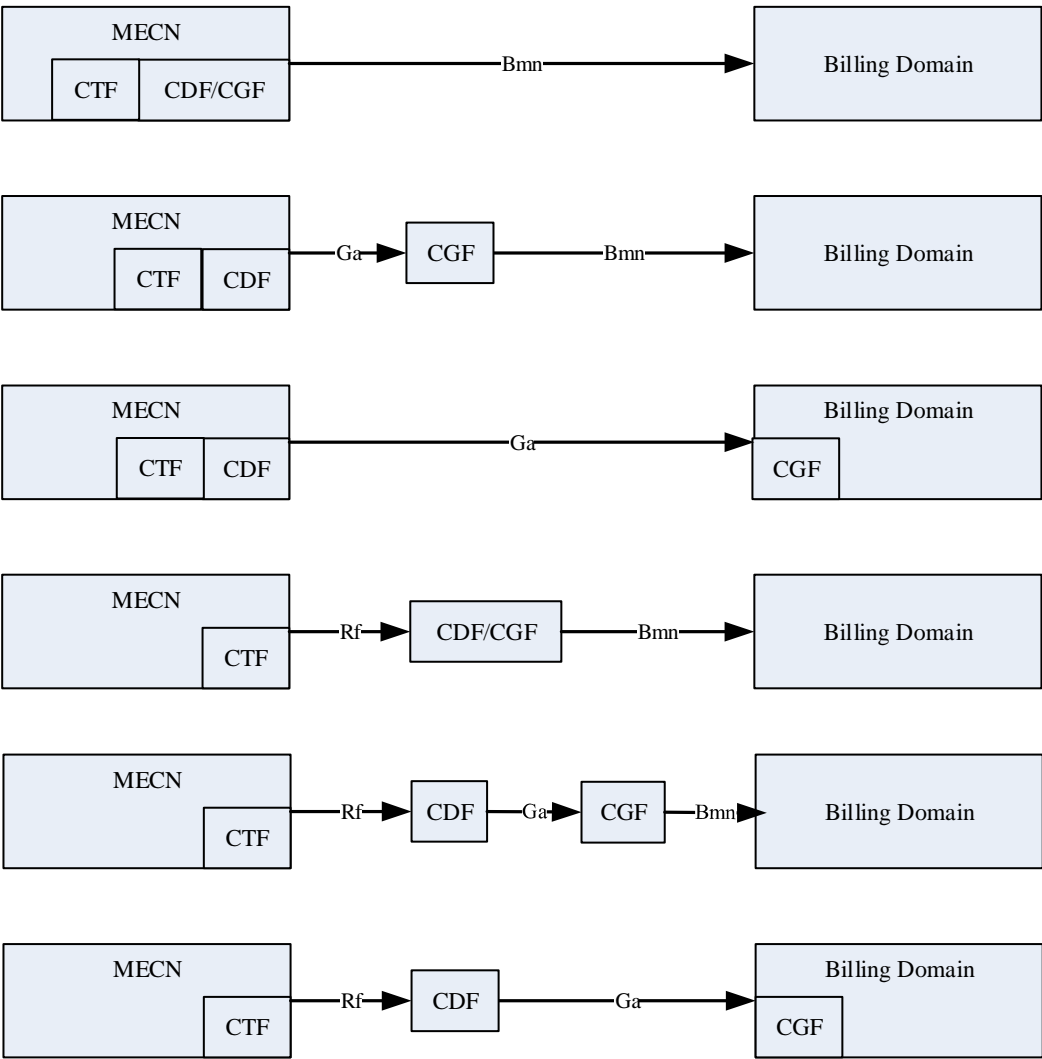 MECN
CTF
CDF/CGF
Bmn
Billing Domain
MECN
CTF
CDF
Ga
CGF
Bmn
Billing Domain
MECN
CTF
CDF
Ga
Billing Domain
CGF
MECN
CTF
Rf
CDF/CGF
Bmn
Billing Domain
MECN
CTF
Rf
CDF
Ga
CGF
Bmn
Billing Domain
MECN
CTF
Rf
CDF
Ga
Billing Domain
CGF